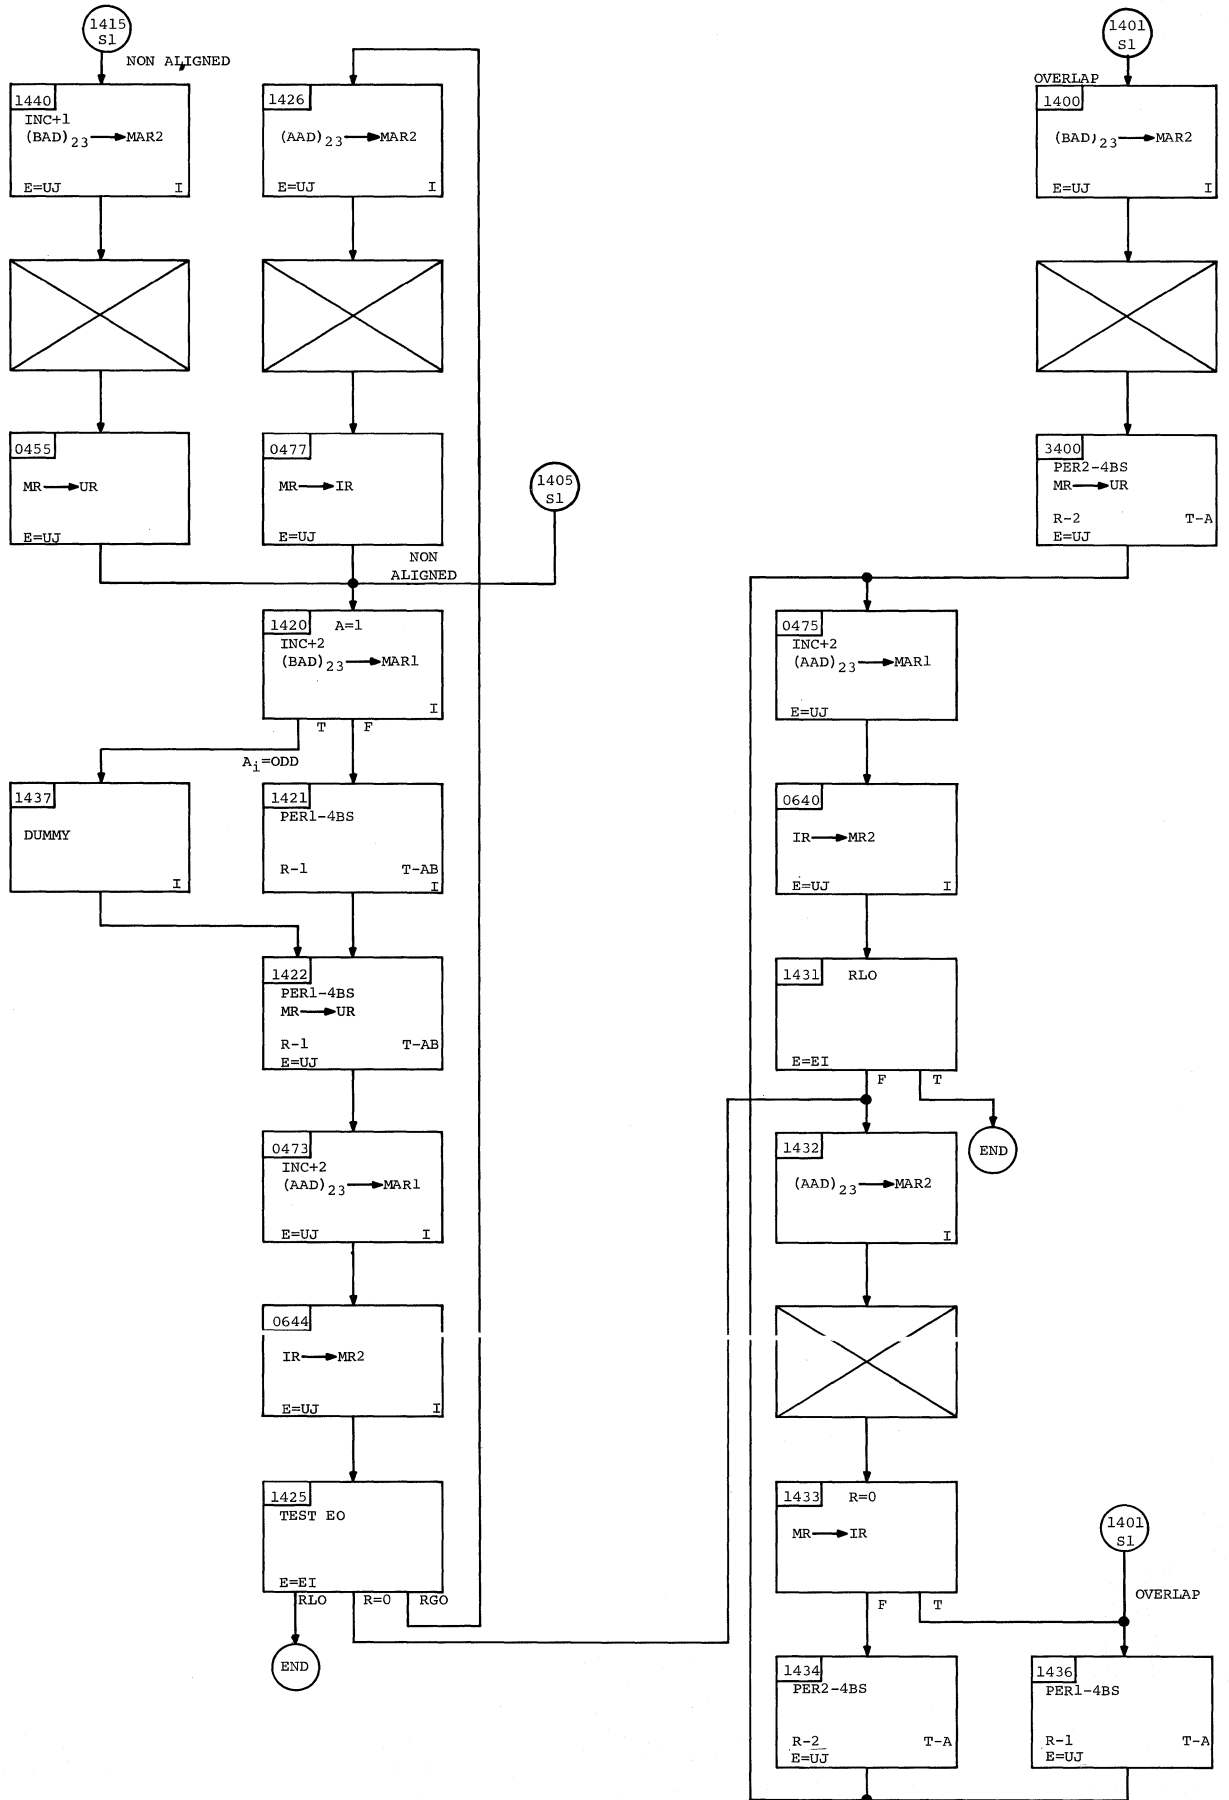 1415
S1
NON ALIGNED
1440
INC+1
(BAD)23 MAR2
E=UJ I
1426
(AAD)23 MAR2
E=UJ I
1401
S1
OVERLAP
1400
(BAD)23 MAR2
E=UJ I
0455
MR UR
E=UJ
0477
MR IR
E=UJ
1405
S1
NON
ALIGNED
3400
PER2-4BS
MR UR
R-2 T-A
E=UJ
1420 A=1
INC+2
(BAD)23 MAR1
I
T F
Ai=ODD
0475
INC+2
(AAD)23 MAR1
E=UJ
1437
DUMMY
I
1421
PER1-4BS
R-1 T-AB
I
0640
IR MR2
E=UJ I
1422
PER1-4BS
MR UR
R-1 T-AB
E=UJ
1431 RLO
E=EI
F T
END
0473
INC+2
(AAD)23 MAR1
E=UJ I
1432
(AAD)23 MAR2
I
0644
IR MR2
E=UJ I
1425
TEST EO
E=EI
RLO R=0 RGO
END
1433 R=0
MR IR
F T
1401
S1
OVERLAP
1434
PER2-4BS
R-2 T-A
E=UJ
1436
PER1-4BS
R-1 T-A
E=UJ